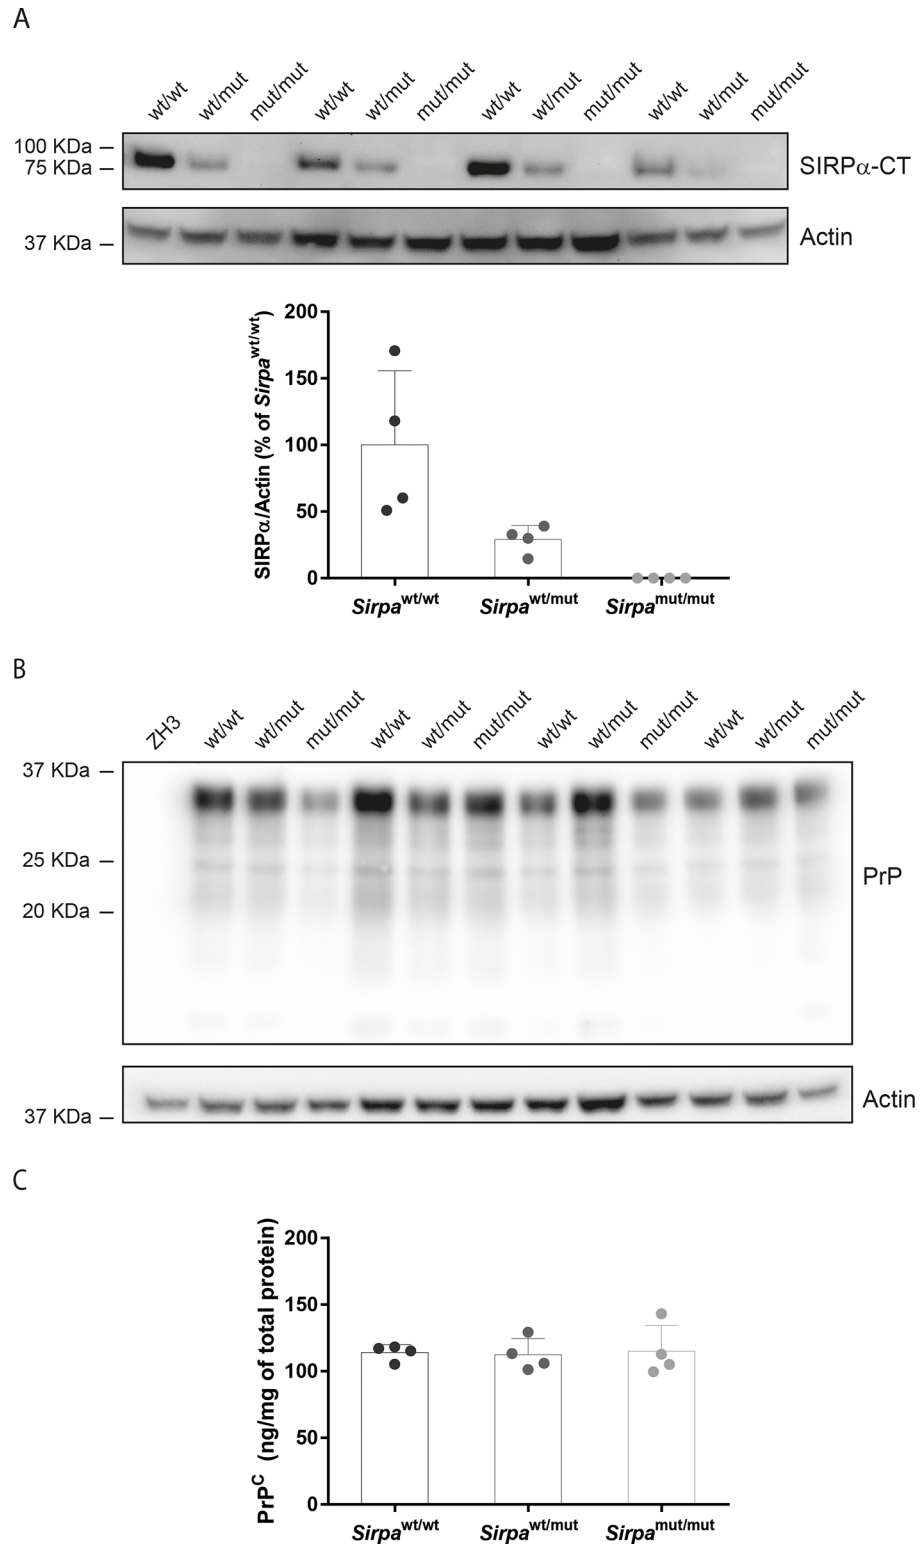 A
wt/wt wt/mut mut/mut wt/wt wt/mut mut/mut wt/wt wt/mut mut/mut wt/wt wt/mut mut/mut
100 KDa
75 KDa
SIRPα-CT
37 KDa
Actin
SIRPα/Actin (% of Sirpa^wt/wt)
200
150
100
50
0
Sirpa^wt/wt Sirpa^wt/mut Sirpa^mut/mut
B
ZH3 wt/wt wt/mut mut/mut wt/wt wt/mut mut/mut wt/wt wt/mut mut/mut wt/wt wt/mut mut/mut
37 KDa
25 KDa
20 KDa
PrP
37 KDa
Actin
C
PrP^C (ng/mg of total protein)
200
150
100
50
0
Sirpa^wt/wt Sirpa^wt/mut Sirpa^mut/mut